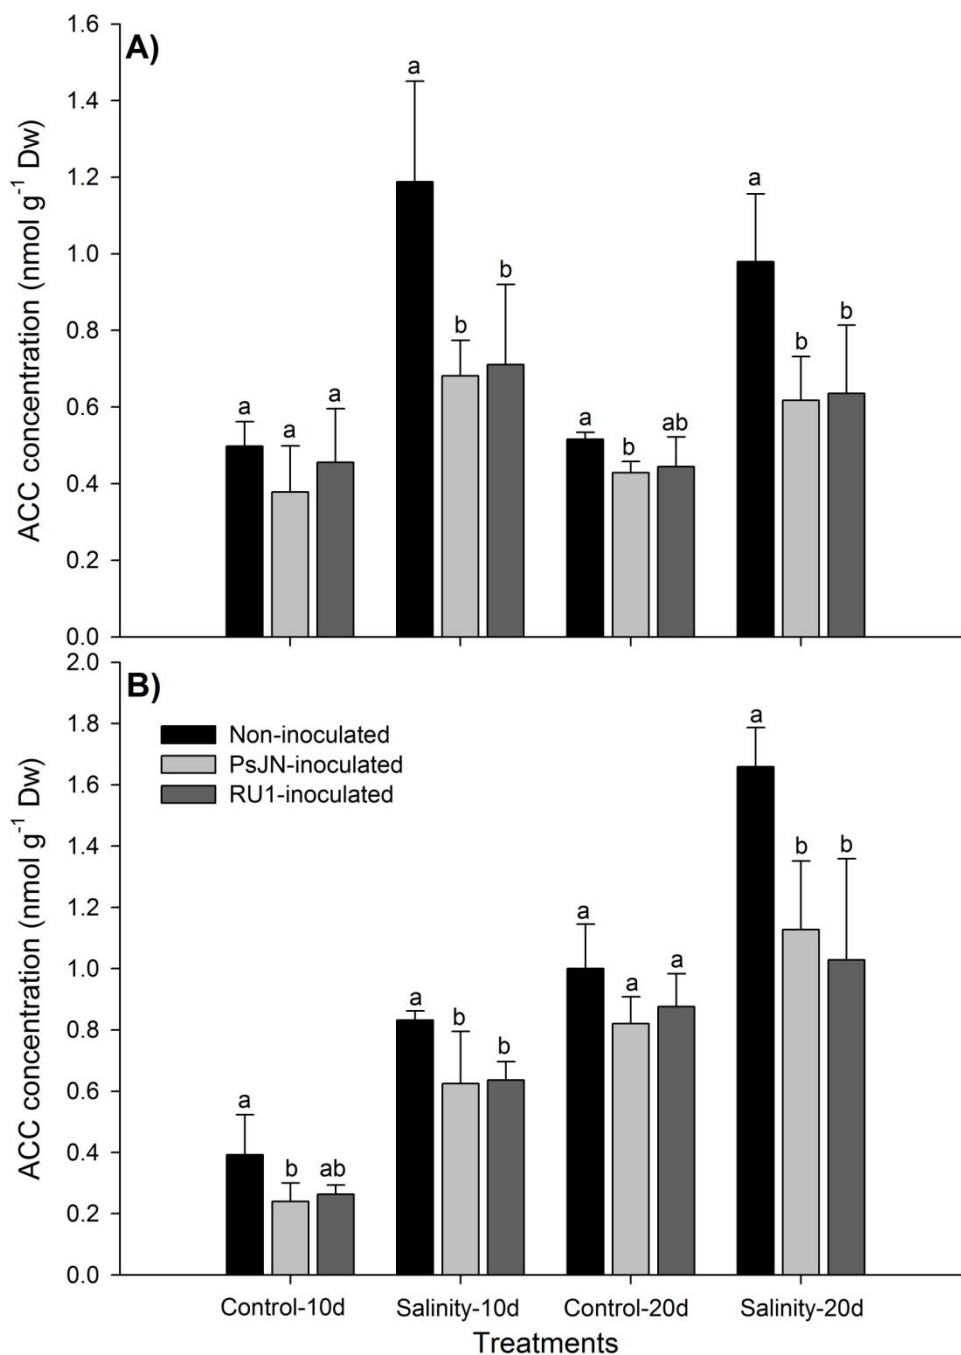 A)
ACC concentration (nmol g⁻¹ Dw)
1.6
1.4
1.2
1.0
0.8
0.6
0.4
0.2
0.0
a
a
a
a
b
b
a
b
ab
a
b
b
B)
ACC concentration (nmol g⁻¹ Dw)
2.0
1.8
1.6
1.4
1.2
1.0
0.8
0.6
0.4
0.2
0.0
Non-inoculated
PsJN-inoculated
RU1-inoculated
a
b
ab
a
b
b
a
a
a
a
b
b
Control-10d Salinity-10d Control-20d Salinity-20d
Treatments